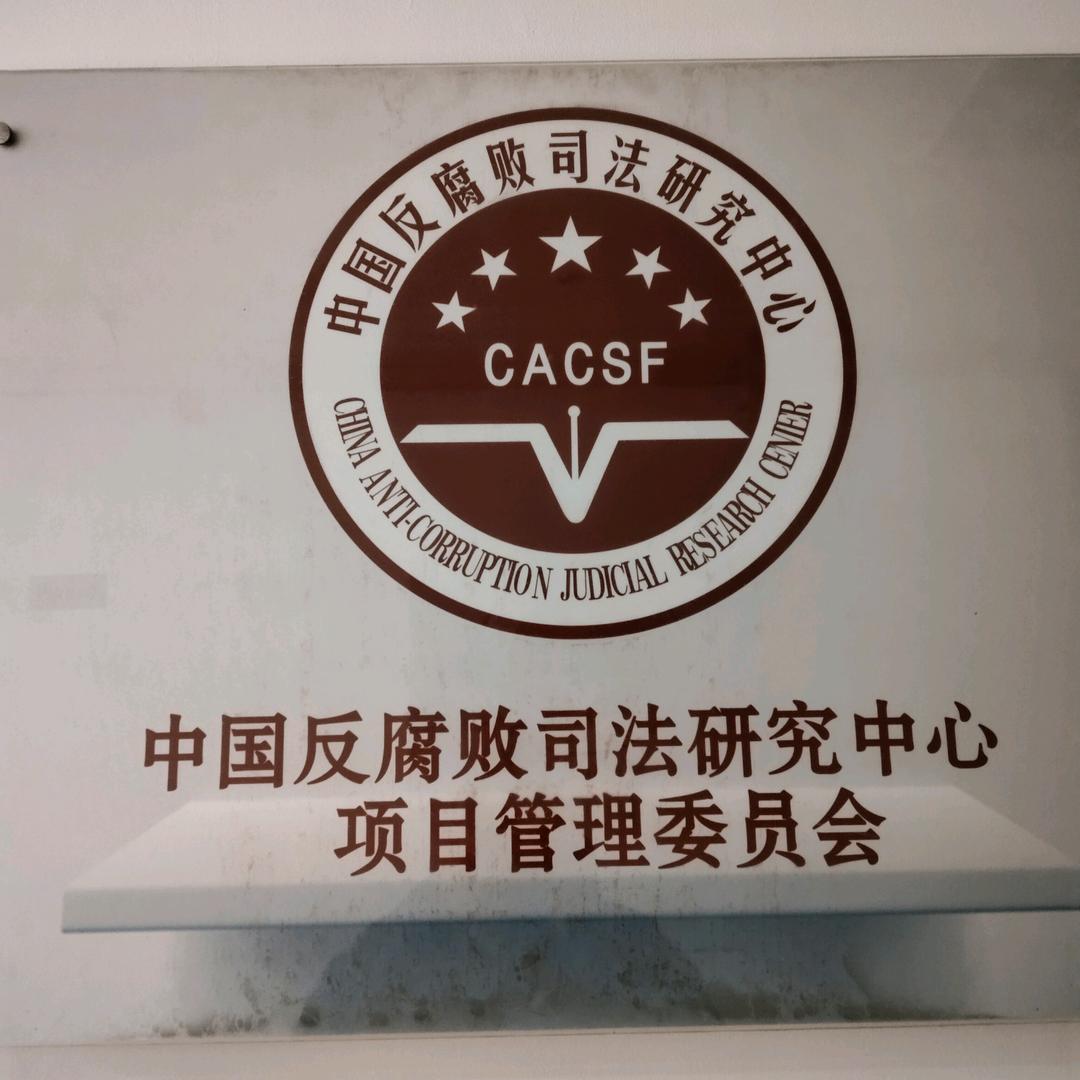 中国反腐败司法研究中心
CACSF
CHINA ANTI-CORRUPTION JUDICIAL RESEARCH CENIER
中国反腐败司法研究中心
项目管理委员会